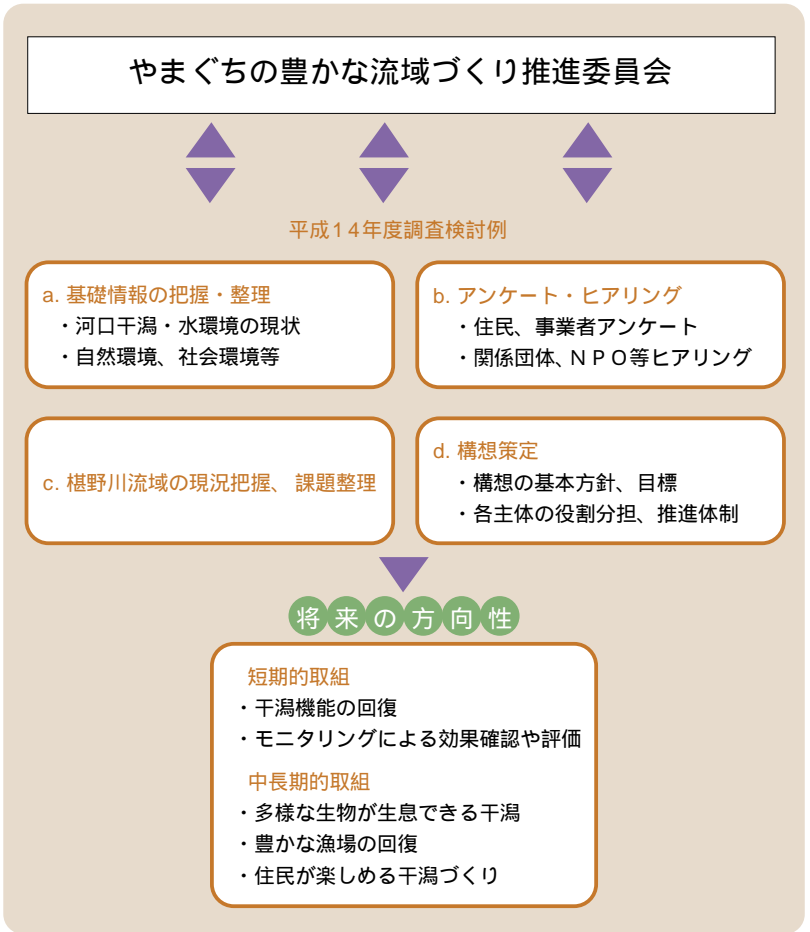 やまぐちの豊かな流域づくり推進委員会
平成14年度調査検討例
a. 基礎情報の把握・整理
・河口干潟・水環境の現状
・自然環境、社会環境等
b. アンケート・ヒアリング
・住民、事業者アンケート
・関係団体、NPO等ヒアリング
c. 椹野川流域の現況把握、課題整理
d. 構想策定
・構想の基本方針、目標
・各主体の役割分担、推進体制
将来の方向性
短期的取組
・干潟機能の回復
・モニタリングによる効果確認や評価
中長期的取組
・多様な生物が生息できる干潟
・豊かな漁場の回復
・住民が楽しめる干潟づくり